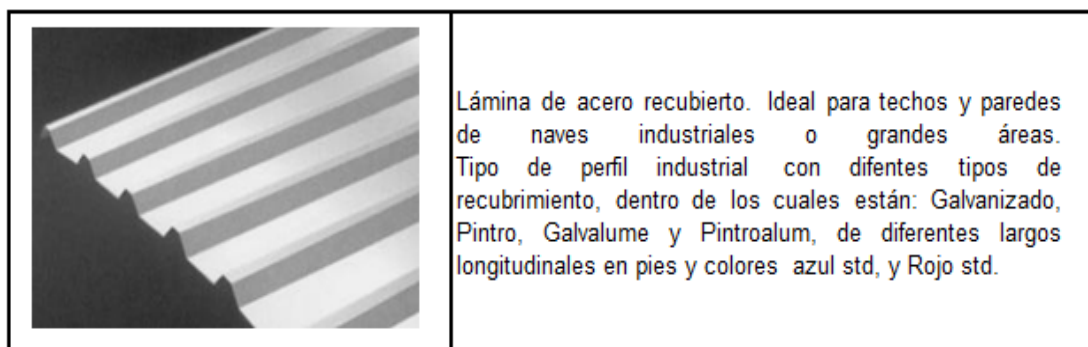 Lámina de acero recubierto. Ideal para techos y paredes
de naves industriales o grandes áreas.
Tipo de perfil industrial con difentes tipos de
recubrimiento, dentro de los cuales están: Galvanizado,
Pintro, Galvalume y Pintroalum, de diferentes largos
longitudinales en pies y colores azul std, y Rojo std.